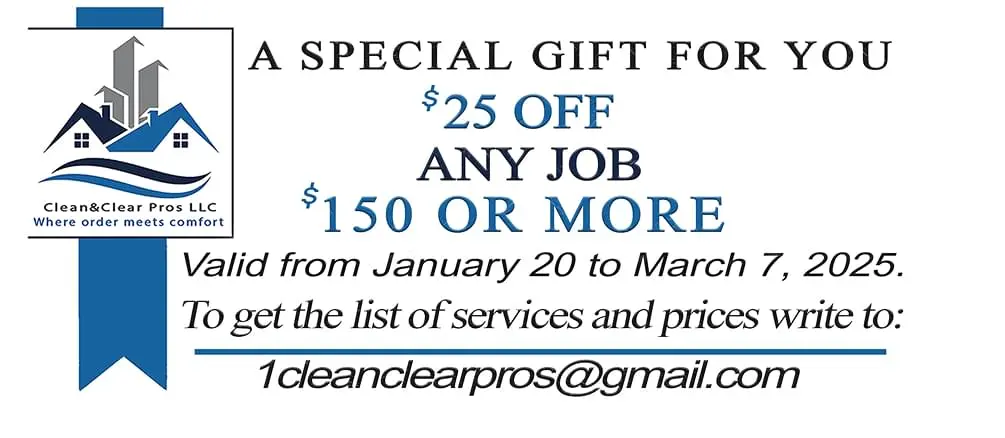 A SPECIAL GIFT FOR YOU
$25 OFF
ANY JOB
$150 OR MORE
Clean&Clear Pros LLC
Where order meets comfort
Valid from January 20 to March 7, 2025.
To get the list of services and prices write to:
1cleanclearpros@gmail.com